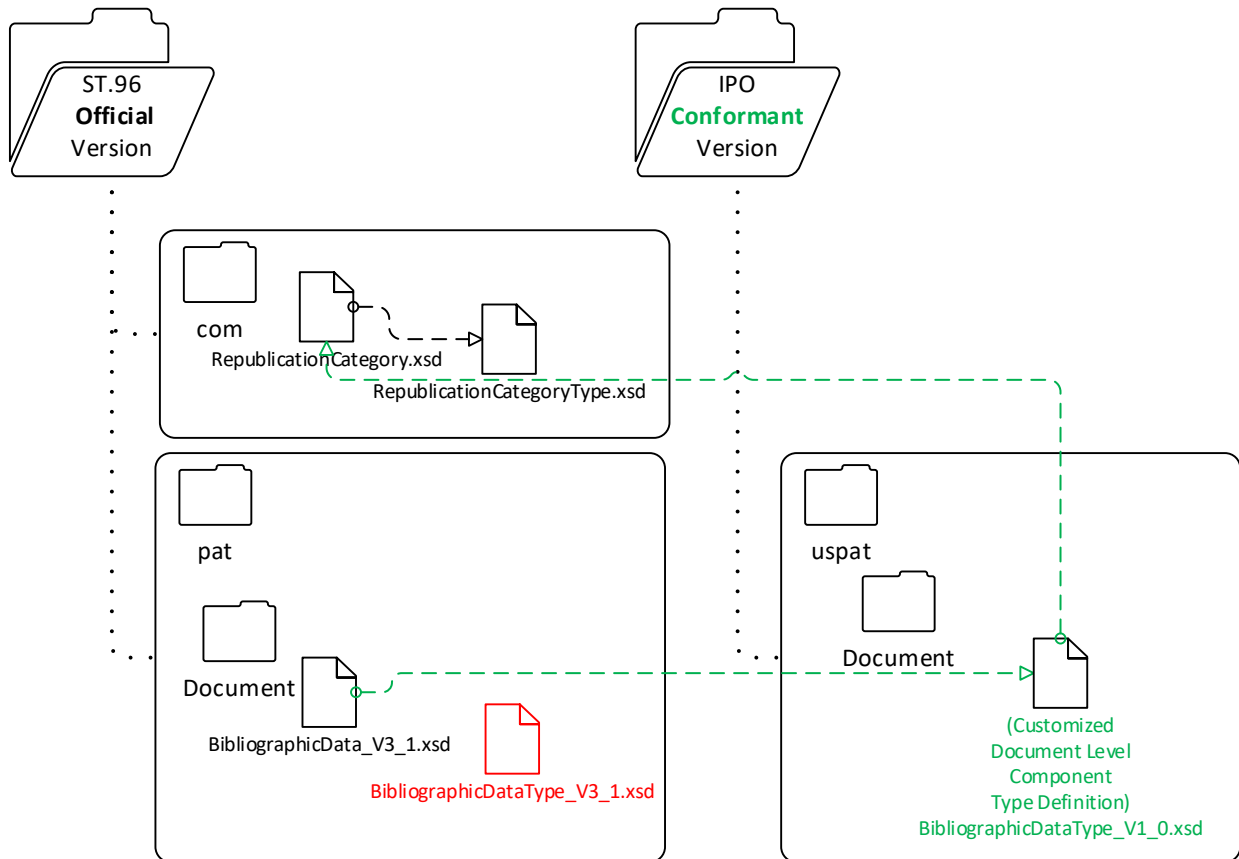 ST.96
Official
Version
IPO
Conformant
Version
com
RepublicationCategory.xsd
RepublicationCategoryType.xsd
pat
Document
BibliographicData_V3_1.xsd
BibliographicDataType_V3_1.xsd
uspat
Document
(Customized
Document Level
Component
Type Definition)
BibliographicDataType_V1_0.xsd